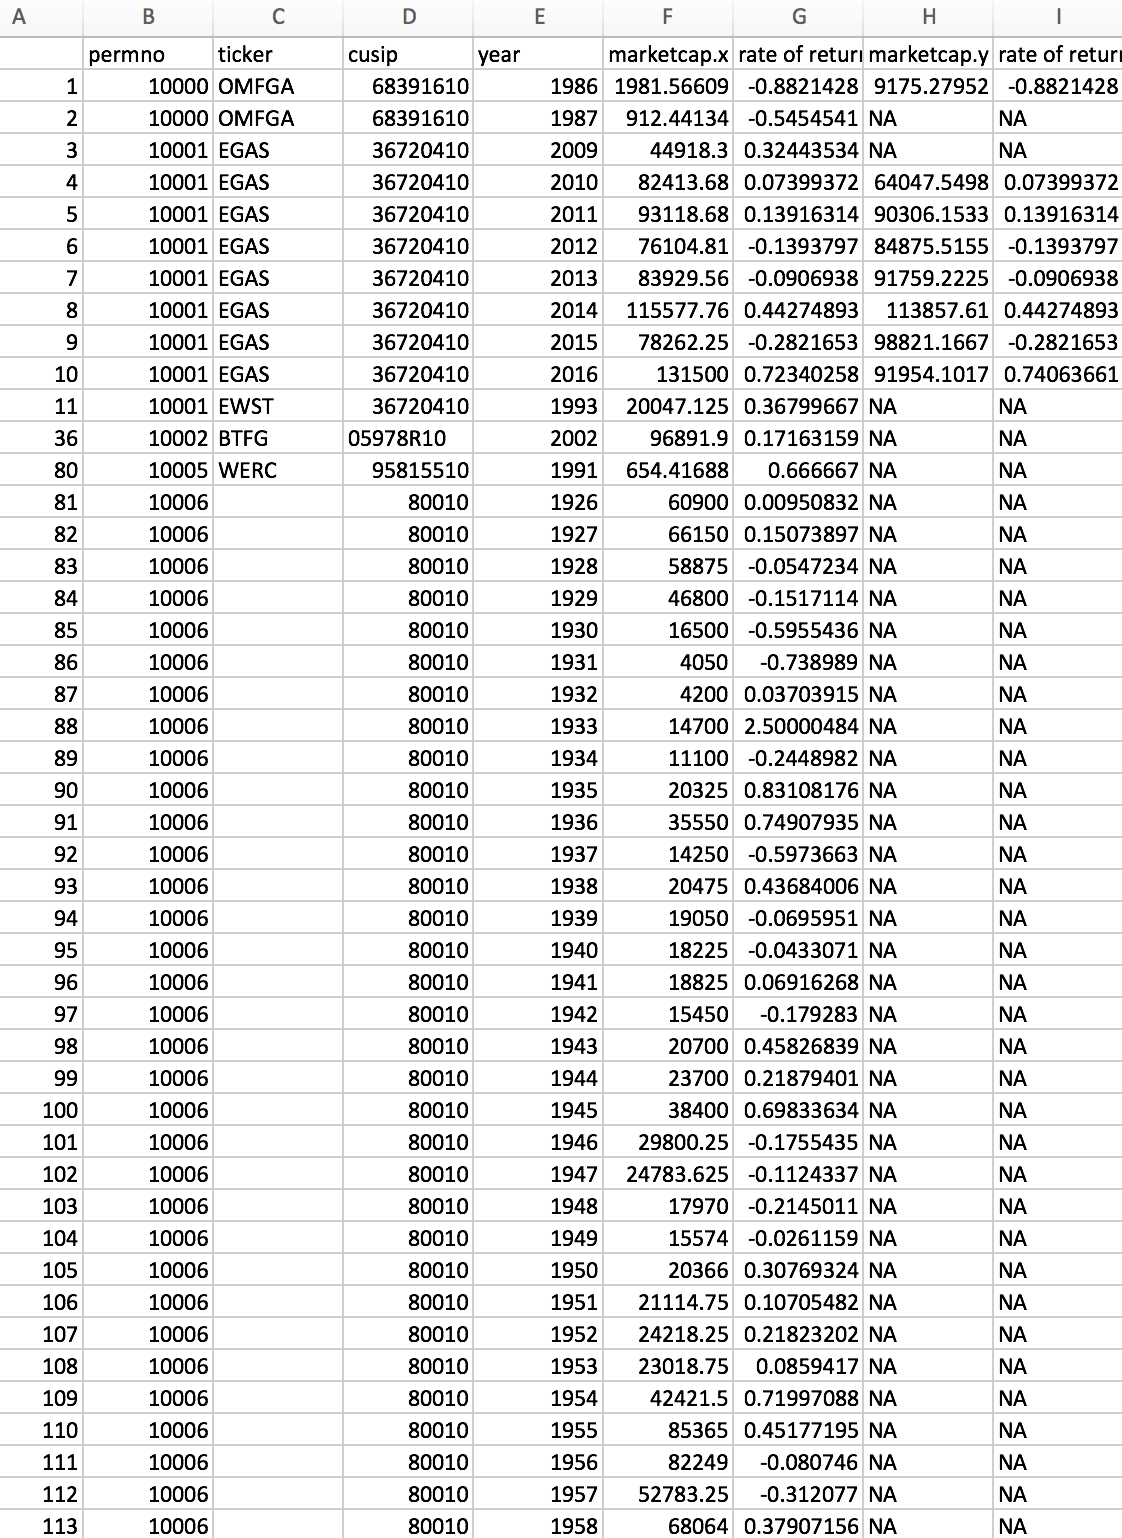 A B C D E F G H I
permno ticker cusip year marketcap.x rate of retur marketcap.y rate of retur
1 10000 OMFGA 68391610 1986 1981.56609 -0.8821428 9175.27952 -0.8821428
2 10000 OMFGA 68391610 1987 912.44134 -0.5454541 NA NA
3 10001 EGAS 36720410 2009 44918.3 0.32443534 NA NA
4 10001 EGAS 36720410 2010 82413.68 0.07399372 64047.5498 0.07399372
5 10001 EGAS 36720410 2011 93118.68 0.13916314 90306.1533 0.13916314
6 10001 EGAS 36720410 2012 76104.81 -0.1393797 84875.5155 -0.1393797
7 10001 EGAS 36720410 2013 83929.56 -0.0906938 91759.2225 -0.0906938
8 10001 EGAS 36720410 2014 115577.76 0.44274893 113857.61 0.44274893
9 10001 EGAS 36720410 2015 78262.25 -0.2821653 98821.1667 -0.2821653
10 10001 EGAS 36720410 2016 131500 0.72340258 91954.1017 0.74063661
11 10001 EWST 36720410 1993 20047.125 0.36799667 NA NA
36 10002 BTFG 05978R10 2002 96891.9 0.17163159 NA NA
80 10005 WERC 95815510 1991 654.41688 0.666667 NA NA
81 10006 80010 1926 60900 0.00950832 NA NA
82 10006 80010 1927 66150 0.15073897 NA NA
83 10006 80010 1928 58875 -0.0547234 NA NA
84 10006 80010 1929 46800 -0.1517114 NA NA
85 10006 80010 1930 16500 -0.5955436 NA NA
86 10006 80010 1931 4050 -0.738989 NA NA
87 10006 80010 1932 4200 0.03703915 NA NA
88 10006 80010 1933 14700 2.50000484 NA NA
89 10006 80010 1934 11100 -0.2448982 NA NA
90 10006 80010 1935 20325 0.83108176 NA NA
91 10006 80010 1936 35550 0.74907935 NA NA
92 10006 80010 1937 14250 -0.5973663 NA NA
93 10006 80010 1938 20475 0.43684006 NA NA
94 10006 80010 1939 19050 -0.0695951 NA NA
95 10006 80010 1940 18225 -0.0433071 NA NA
96 10006 80010 1941 18825 0.06916268 NA NA
97 10006 80010 1942 15450 -0.179283 NA NA
98 10006 80010 1943 20700 0.45826839 NA NA
99 10006 80010 1944 23700 0.21879401 NA NA
100 10006 80010 1945 38400 0.69833634 NA NA
101 10006 80010 1946 29800.25 -0.1755435 NA NA
102 10006 80010 1947 24783.625 -0.1124337 NA NA
103 10006 80010 1948 17970 -0.2145011 NA NA
104 10006 80010 1949 15574 -0.0261159 NA NA
105 10006 80010 1950 20366 0.30769324 NA NA
106 10006 80010 1951 21114.75 0.10705482 NA NA
107 10006 80010 1952 24218.25 0.21823202 NA NA
108 10006 80010 1953 23018.75 0.0859417 NA NA
109 10006 80010 1954 42421.5 0.71997088 NA NA
110 10006 80010 1955 85365 0.45177195 NA NA
111 10006 80010 1956 82249 -0.080746 NA NA
112 10006 80010 1957 52783.25 -0.312077 NA NA
113 10006 80010 1958 68064 0.37907156 NA NA